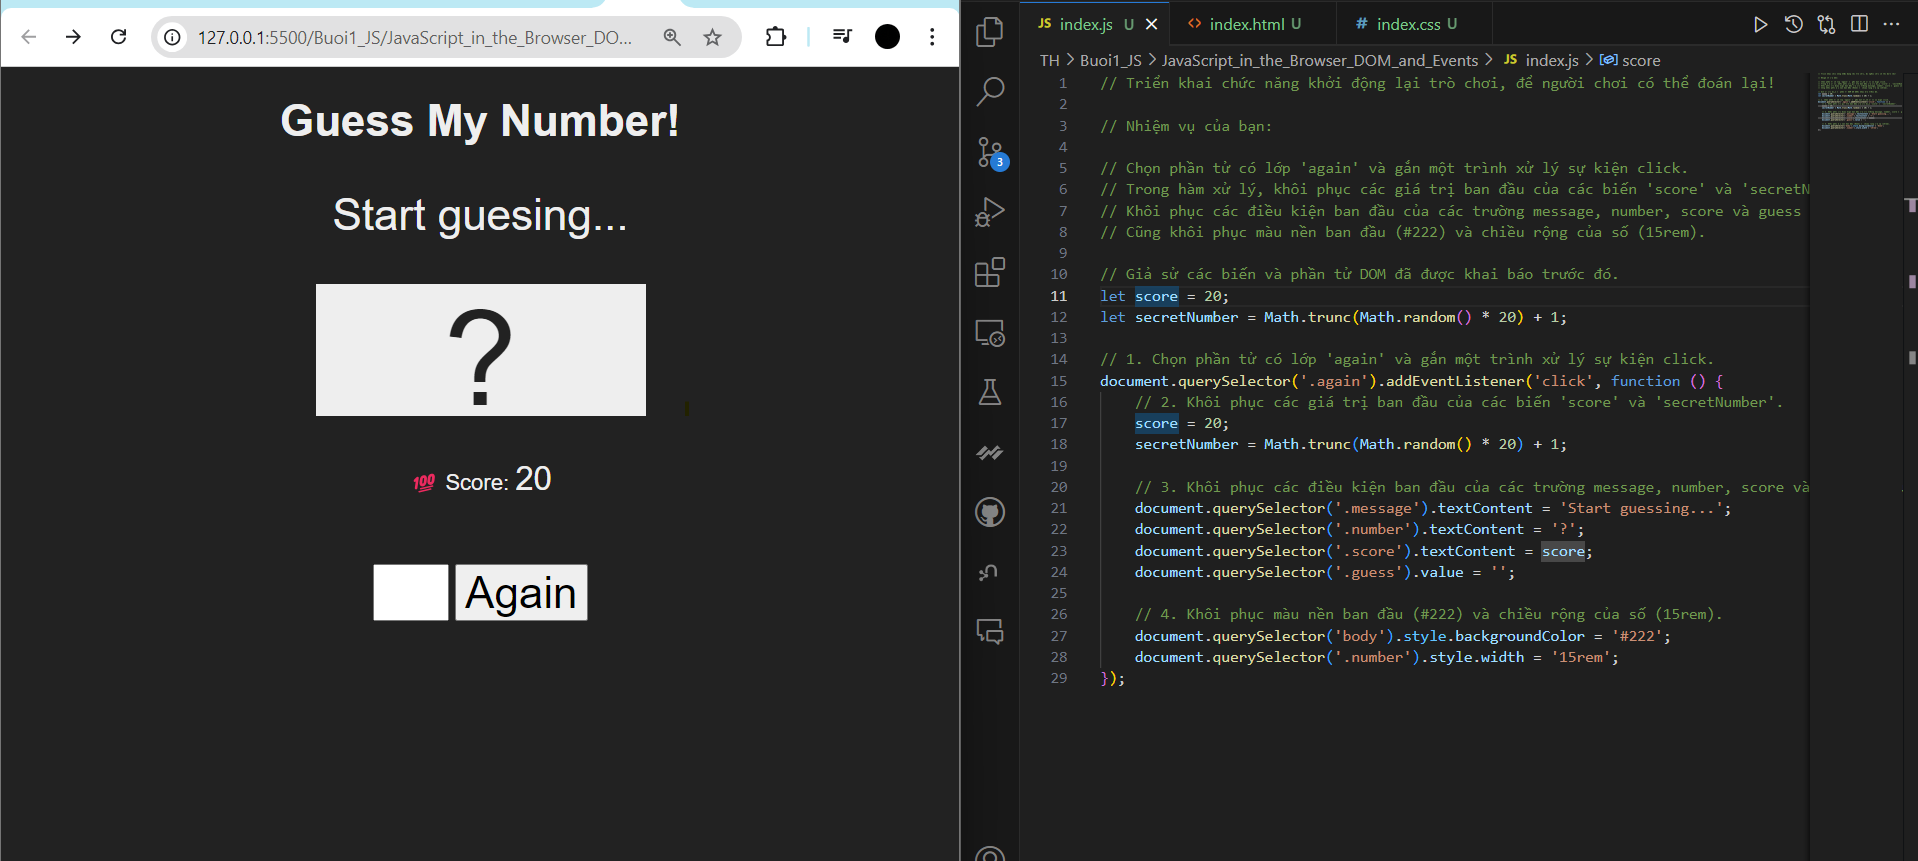 127.0.0.1:5500/Buoi1_JS/JavaScript_in_the_Browser_DO...
Guess My Number!
Start guesing...
?
💯 Score: 20
Again
3
JS index.js U
<> index.html U
# index.css U
TH > Buoi1_JS > JavaScript_in_the_Browser_DOM_and_Events > JS index.js > score
1 // Triển khai chức năng khởi động lại trò chơi, để người chơi có thể đoán lại!
2
3 // Nhiệm vụ của bạn:
4
5 // Chọn phần tử có lớp 'again' và gắn một trình xử lý sự kiện click.
6 // Trong hàm xử lý, khôi phục các giá trị ban đầu của các biến 'score' và 'secretN
7 // Khôi phục các điều kiện ban đầu của các trường message, number, score và guess
8 // Cũng khôi phục màu nền ban đầu (#222) và chiều rộng của số (15rem).
9
10 // Giả sử các biến và phần tử DOM đã được khai báo trước đó.
11 let score = 20;
12 let secretNumber = Math.trunc(Math.random() * 20) + 1;
13
14 // 1. Chọn phần tử có lớp 'again' và gắn một trình xử lý sự kiện click.
15 document.querySelector('.again').addEventListener('click', function () {
16 // 2. Khôi phục các giá trị ban đầu của các biến 'score' và 'secretNumber'.
17 score = 20;
18 secretNumber = Math.trunc(Math.random() * 20) + 1;
19
20 // 3. Khôi phục các điều kiện ban đầu của các trường message, number, score và
21 document.querySelector('.message').textContent = 'Start guessing...';
22 document.querySelector('.number').textContent = '?';
23 document.querySelector('.score').textContent = score;
24 document.querySelector('.guess').value = '';
25
26 // 4. Khôi phục màu nền ban đầu (#222) và chiều rộng của số (15rem).
27 document.querySelector('body').style.backgroundColor = '#222';
28 document.querySelector('.number').style.width = '15rem';
29 });